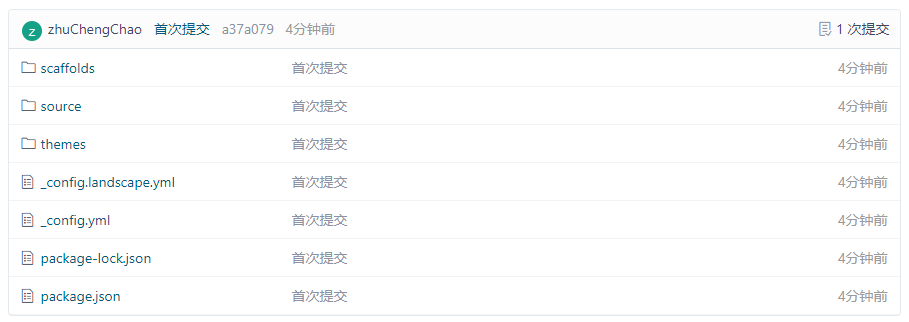 z zhuChengChao 首次提交 a37a079 4分钟前 1 次提交
scaffolds 首次提交 4分钟前
source 首次提交 4分钟前
themes 首次提交 4分钟前
_config.landscape.yml 首次提交 4分钟前
_config.yml 首次提交 4分钟前
package-lock.json 首次提交 4分钟前
package.json 首次提交 4分钟前